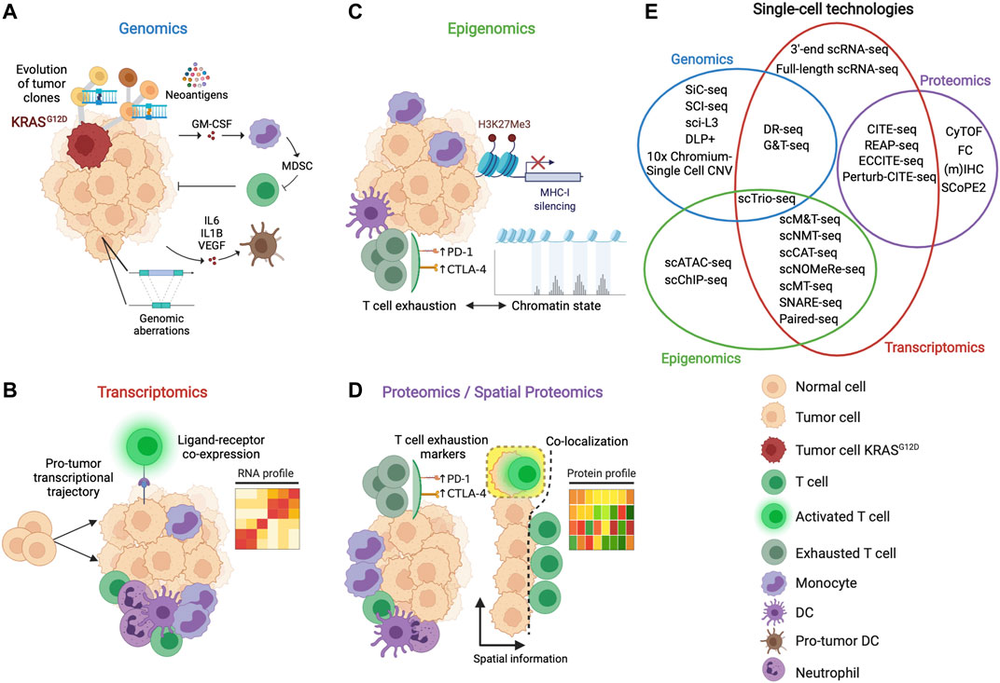 A
Genomics
Evolution
of tumor
clones
KRASG12D
Neoantigens
GM-CSF
MDSC
IL6
IL1B
VEGF
Genomic
aberrations
B
Transcriptomics
Pro-tumor
transcriptional
trajectory
Ligand-receptor
co-expression
RNA profile
C
Epigenomics
H3K27Me3
MHC-I
silencing
↑PD-1
↑CTLA-4
T cell exhaustion
Chromatin state
D
Proteomics / Spatial Proteomics
T cell exhaustion
markers
↑PD-1
↑CTLA-4
Co-localization
Protein profile
Spatial information
E
Single-cell technologies
Genomics
Proteomics
Epigenomics
Transcriptomics
3'-end scRNA-seq
Full-length scRNA-seq
SiC-seq
SCI-seq
sci-L3
DLP+
10x Chromium-
Single Cell CNV
DR-seq
G&T-seq
CITE-seq
REAP-seq
ECCITE-seq
Perturb-CITE-seq
CyTOF
FC
(m)IHC
SCoPE2
scTrio-seq
scM&T-seq
scNMT-seq
scCAT-seq
scNOMeRe-seq
scMT-seq
SNARE-seq
Paired-seq
scATAC-seq
scChIP-seq
Normal cell
Tumor cell
Tumor cell KRASG12D
T cell
Activated T cell
Exhausted T cell
Monocyte
DC
Pro-tumor DC
Neutrophil